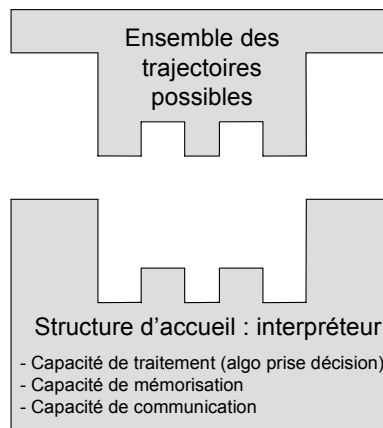 Ensemble des
trajectoires
possibles
Structure d'accueil : interpréteur
- Capacité de traitement (algo prise décision)
- Capacité de mémorisation
- Capacité de communication